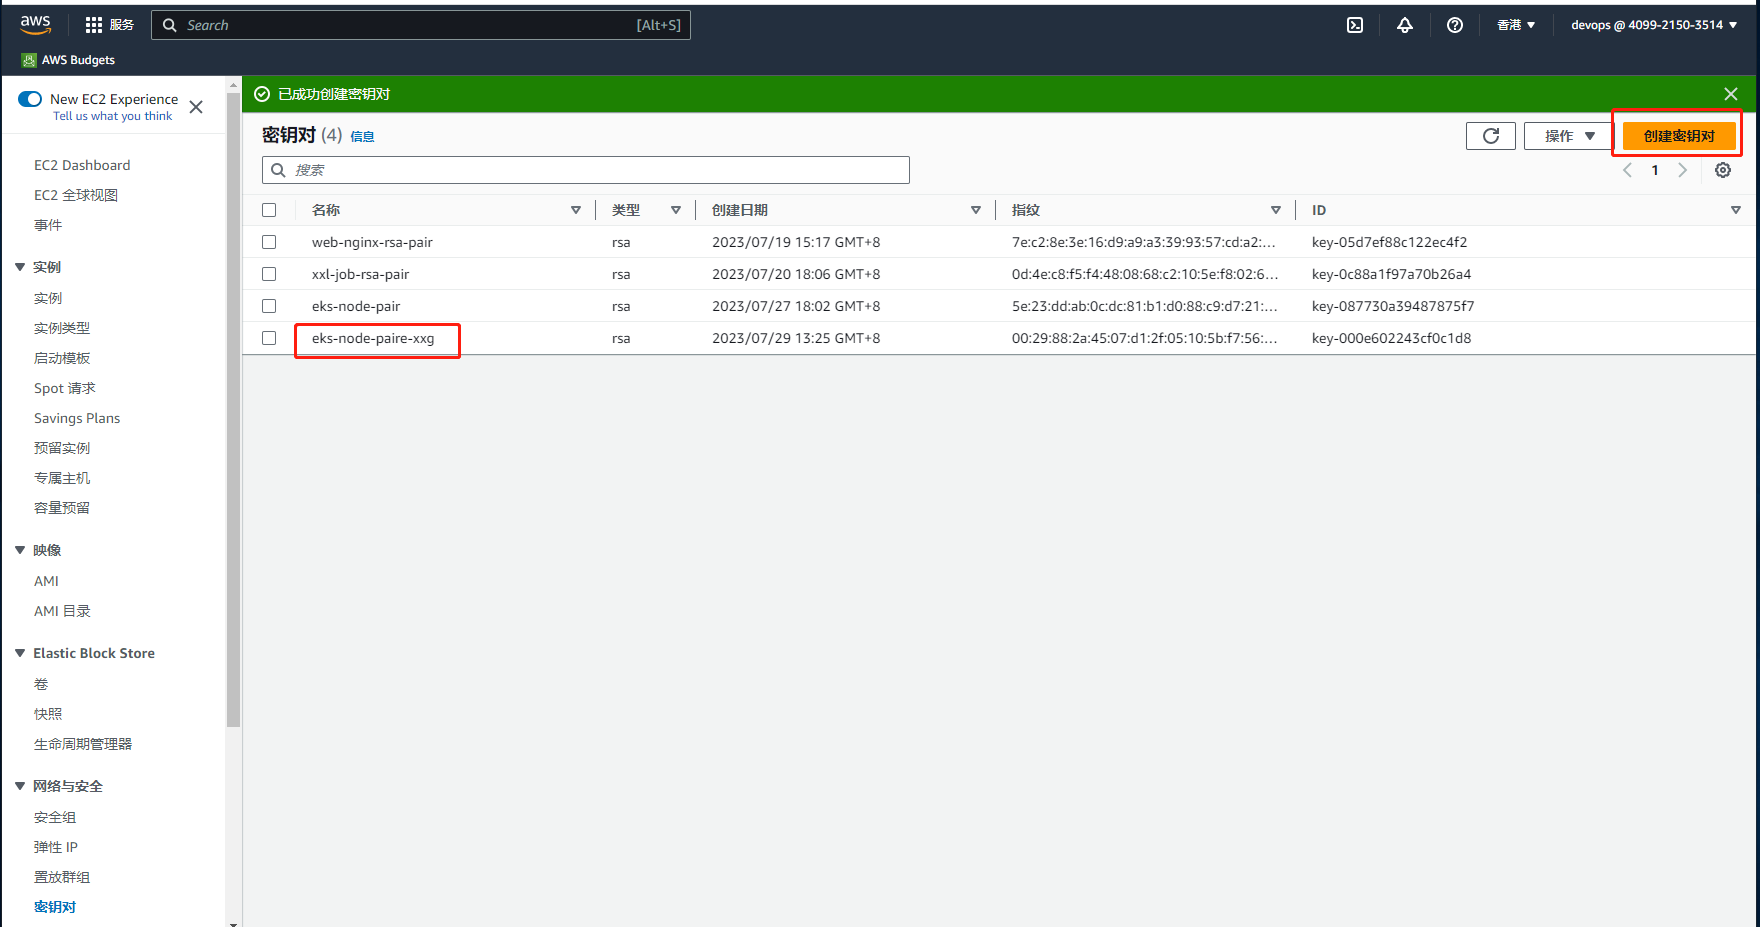 aws 服务 Search [Alt+S] 香港 devops @ 4099-2150-3514
AWS Budgets
New EC2 Experience
Tell us what you think
EC2 Dashboard
EC2 全球视图
事件
实例
实例
实例类型
启动模板
Spot 请求
Savings Plans
预留实例
专属主机
容量预留
映像
AMI
AMI 目录
Elastic Block Store
卷
快照
生命周期管理器
网络与安全
安全组
弹性 IP
置放群组
密钥对
已成功创建密钥对
密钥对 (4) 信息 操作 创建密钥对
搜索 1
名称 类型 创建日期 指纹 ID
web-nginx-rsa-pair rsa 2023/07/19 15:17 GMT+8 7e:c2:8e:3e:16:d9:a9:a3:39:93:57:cd:a2:... key-05d7ef88c122ec4f2
xxl-job-rsa-pair rsa 2023/07/20 18:06 GMT+8 0d:4e:c8:f5:f4:48:08:68:c2:10:5e:f8:02:6... key-0c88a1f97a70b26a4
eks-node-pair rsa 2023/07/27 18:02 GMT+8 5e:23:dd:ab:0c:dc:81:b1:d0:88:c9:d7:21:... key-087730a39487875f7
eks-node-paire-xxg rsa 2023/07/29 13:25 GMT+8 00:29:88:2a:45:07:d1:2f:05:10:5b:f7:56:... key-000e602243cf0c1d8